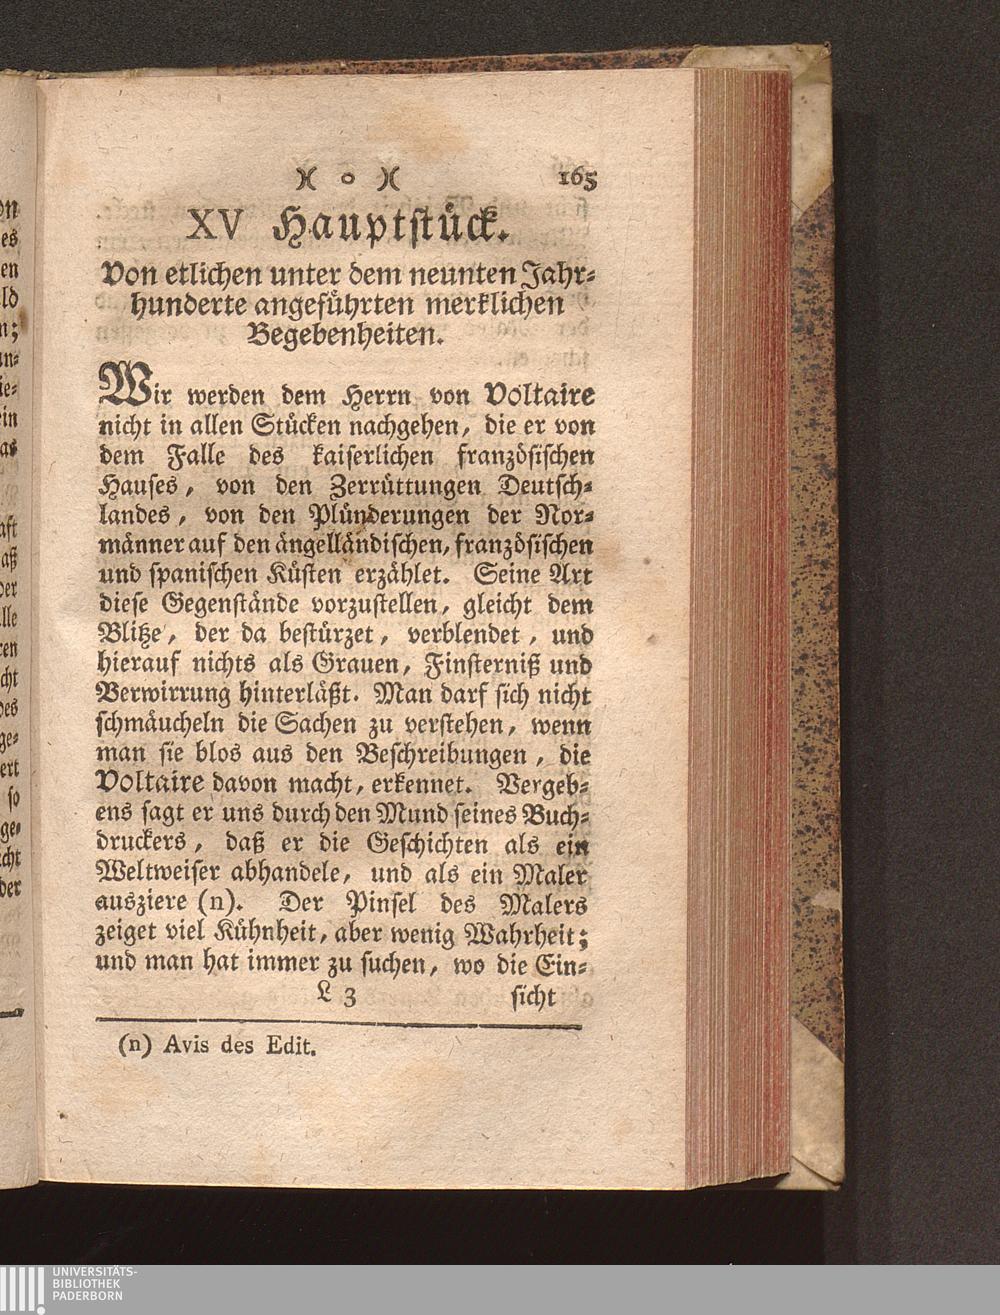 )( o )( 165
XV Hauptstück.
Von etlichen unter dem neunten Jahr-
hunderte angeführten merklichen
Begebenheiten.
Wir werden dem Herrn von Voltaire
nicht in allen Stücken nachgehen, die er von
dem Falle des kaiserlichen französischen
Hauses, von den Zerrüttungen Deutsch-
landes, von den Plünderungen der Nor-
männer auf den ängelländischen, französischen
und spanischen Küsten erzählet. Seine Art
diese Gegenstände vorzustellen, gleicht dem
Blitze, der da bestürzet, verblendet, und
hierauf nichts als Grauen, Finsterniß und
Verwirrung hinterläßt. Man darf sich nicht
schmäucheln die Sachen zu verstehen, wenn
man sie blos aus den Beschreibungen, die
Voltaire davon macht, erkennet. Vergeb-
ens sagt er uns durch den Mund seines Buch-
druckers, daß er die Geschichten als ein
Weltweiser abhandele, und als ein Maler
ausziere (n). Der Pinsel des Malers
zeiget viel Kühnheit, aber wenig Wahrheit;
und man hat immer zu suchen, wo die Ein-
L 3 sicht
(n) Avis des Edit.
UNIVERSITÄTS-
BIBLIOTHEK
PADERBORN